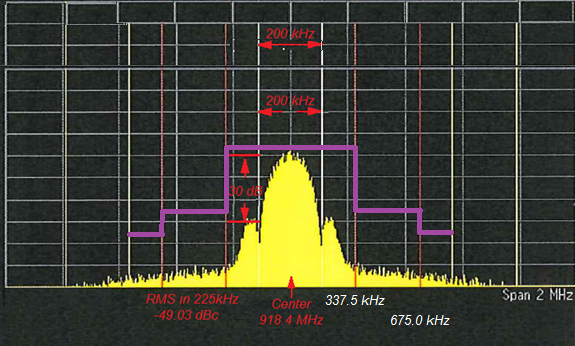 200 kHz
200 kHz
30 dB
RMS in 225kHz
-49.03 dBc
Center
918.4 MHz
337.5 kHz
675.0 kHz
Span 2 MHz